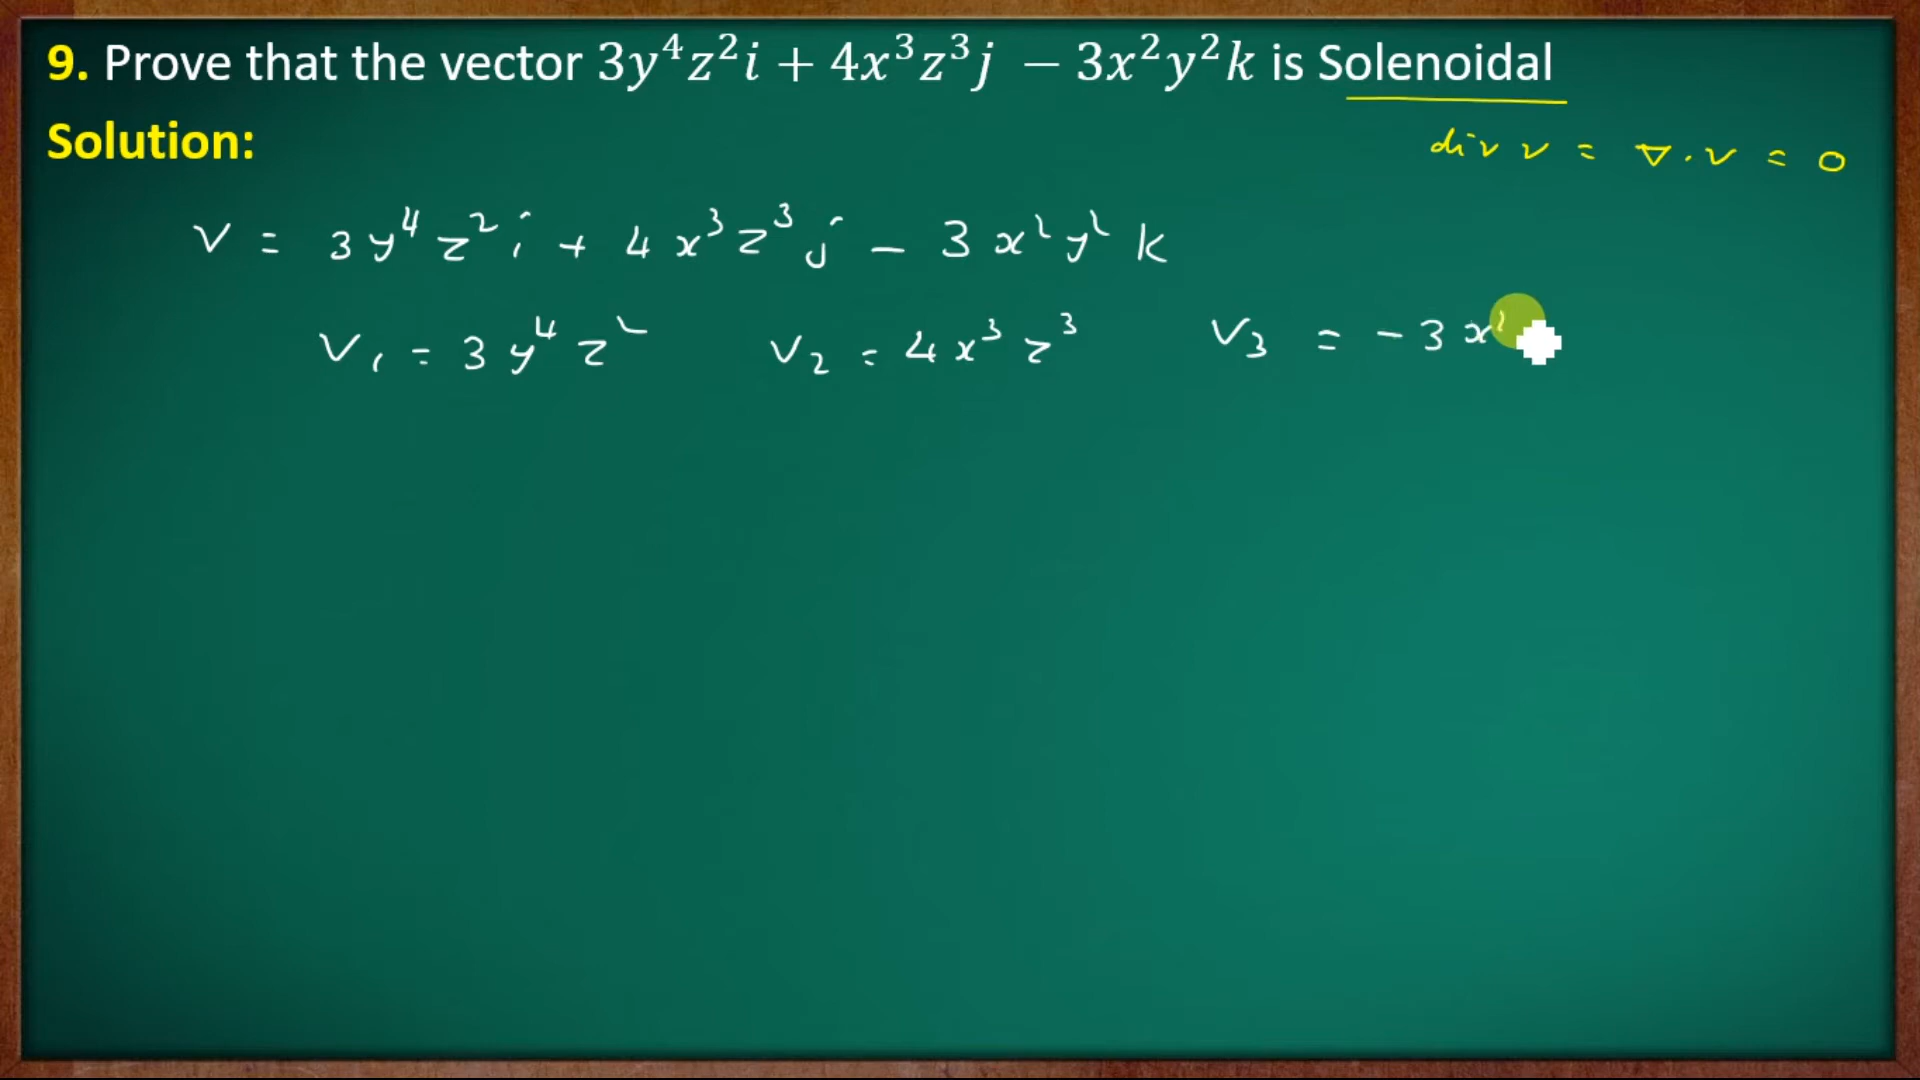 9. Prove that the vector 3y⁴z²i + 4x³z³j − 3x²y²k is Solenoidal
Solution:
div v = ∇ . v = 0
V = 3y⁴z²i + 4x³z³j − 3x²y²k
V₁ = 3y⁴z² V₂ = 4x³z³ V₃ = −3x²